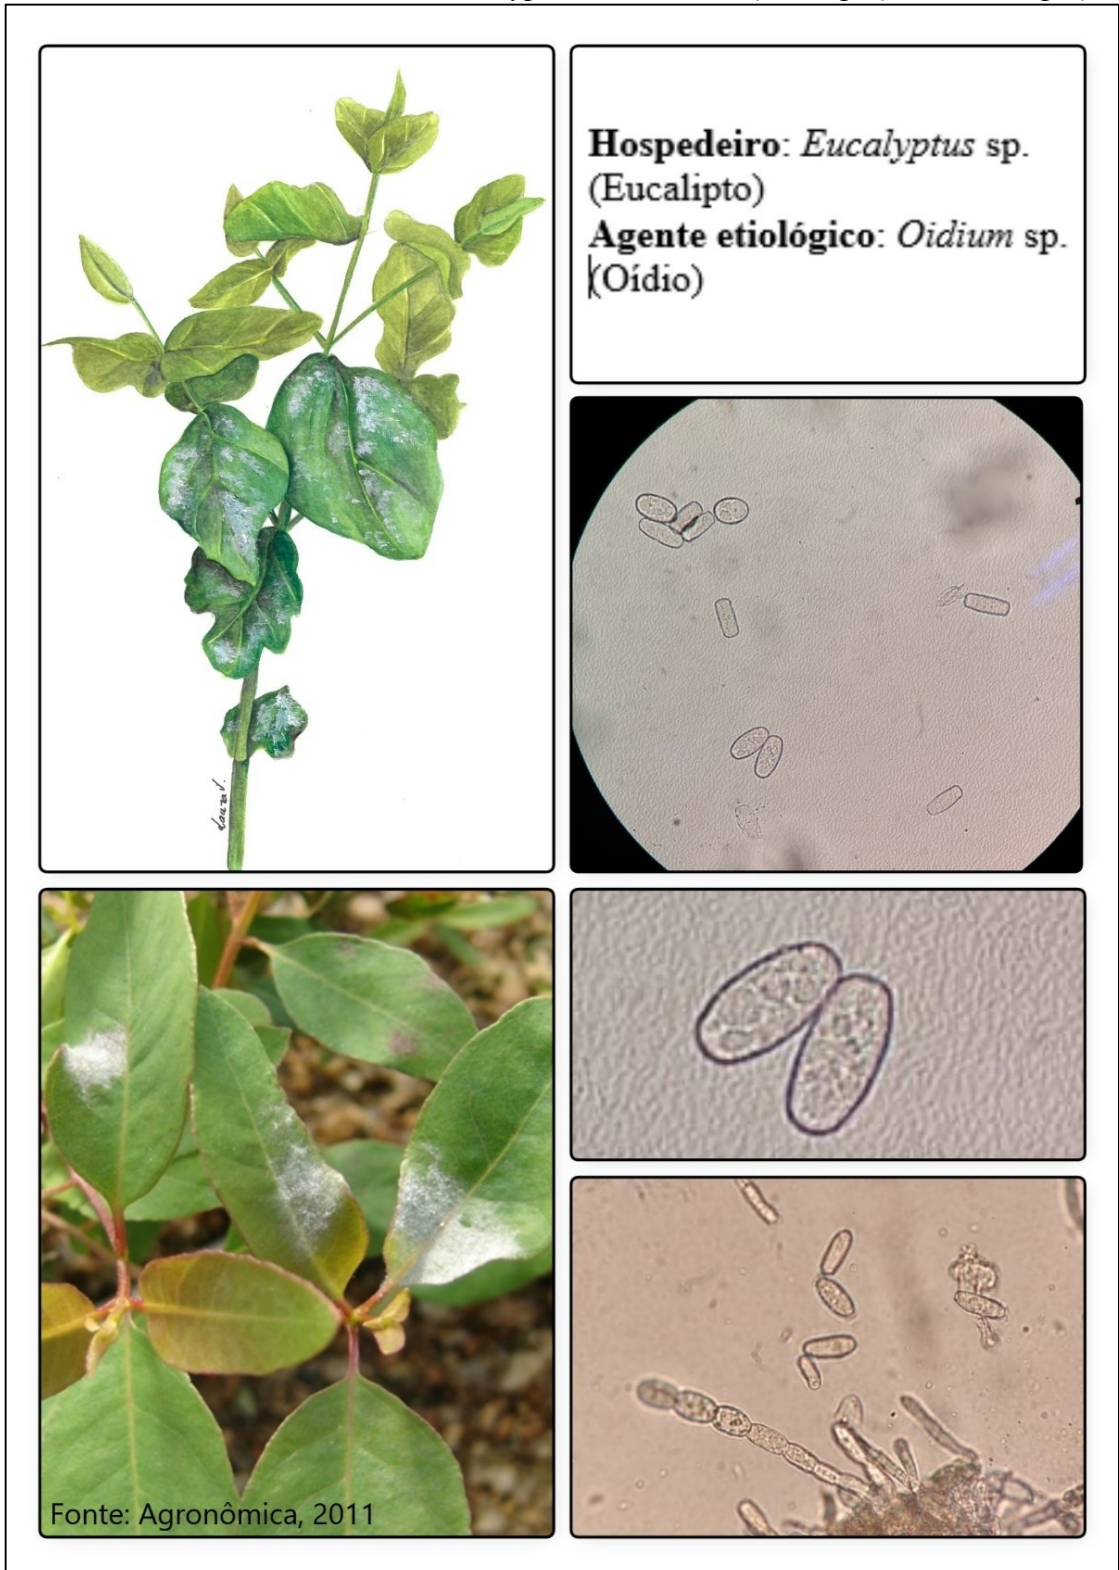 Hospedeiro: Eucalyptus sp.
(Eucalipto)
Agente etiológico: Oidium sp.
(Oídio)
Fonte: Agronômica, 2011